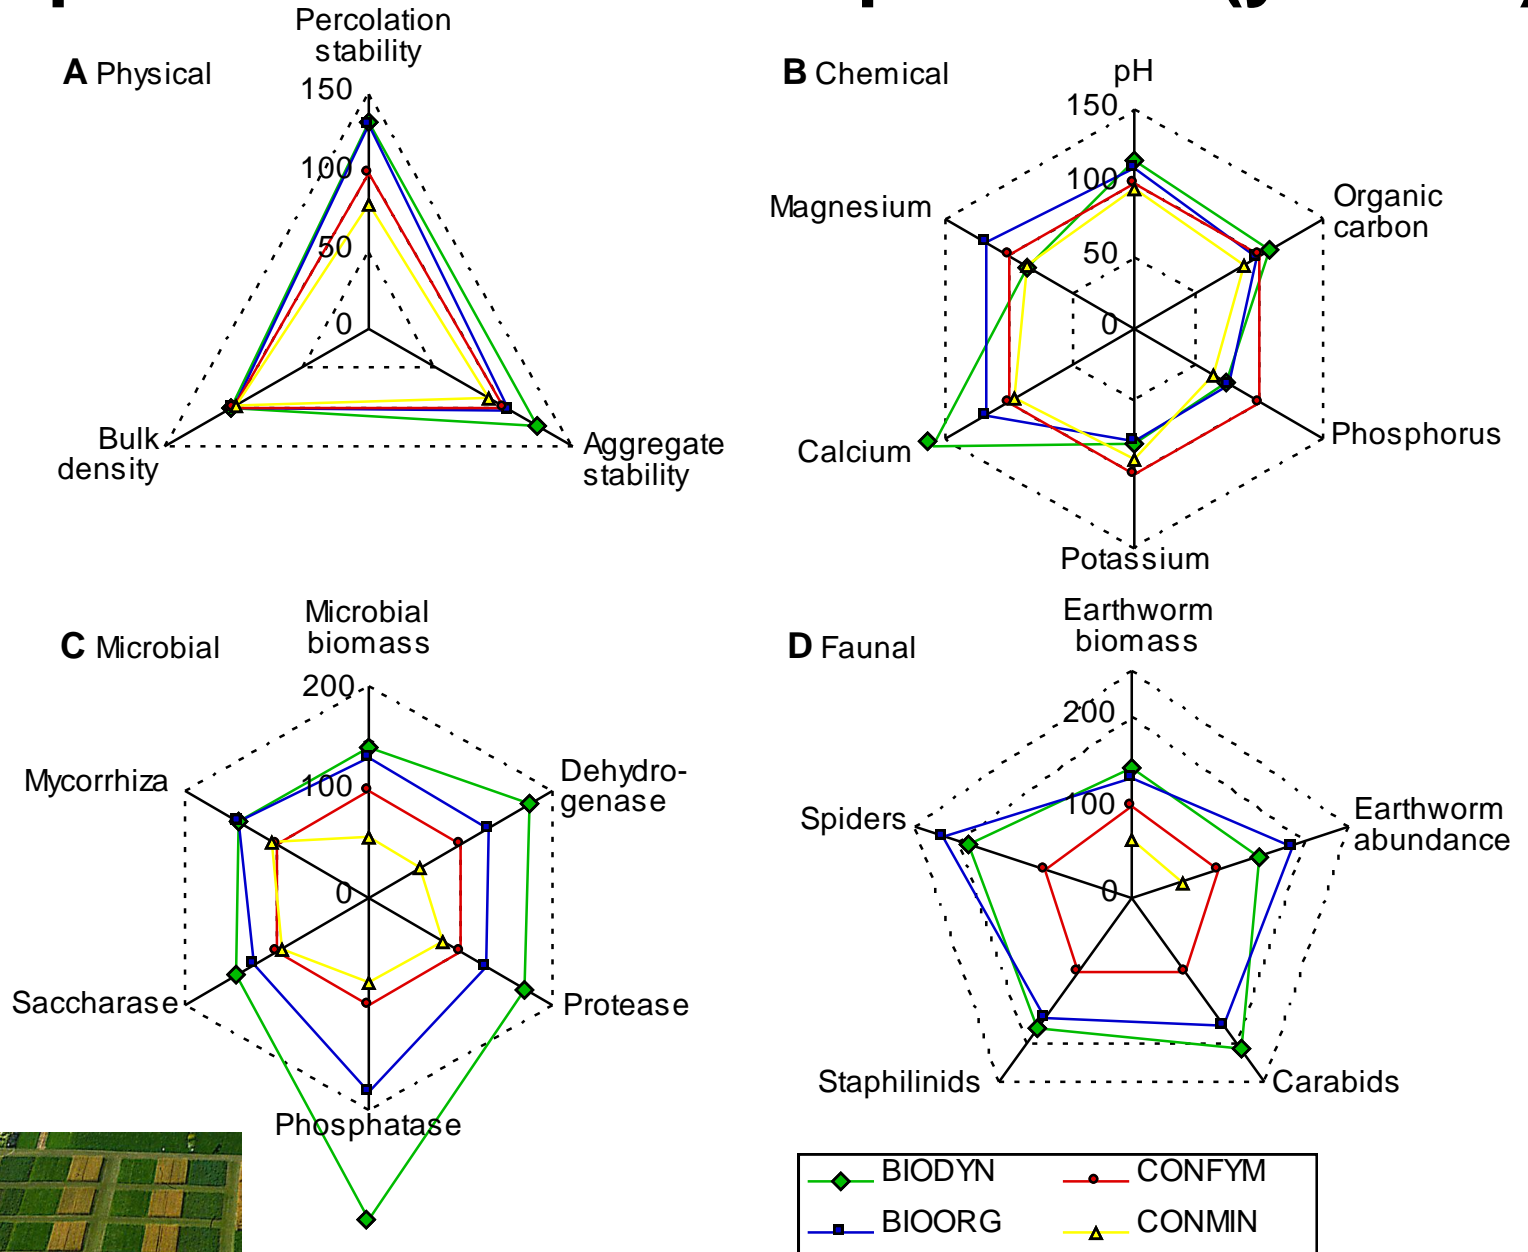 Percolation
stability
A Physical
150
100
50
0
Bulk
density
Aggregate
stability
B Chemical
pH
150
100
50
0
Magnesium
Organic
carbon
Calcium
Phosphorus
Potassium
C Microbial
Microbial
biomass
200
100
0
Mycorrhiza
Dehydro-
genase
Saccharase
Protease
Phosphatase
D Faunal
Earthworm
biomass
200
100
0
Spiders
Earthworm
abundance
Staphilinids
Carabids
BIODYN
CONFYM
BIOORG
CONMIN